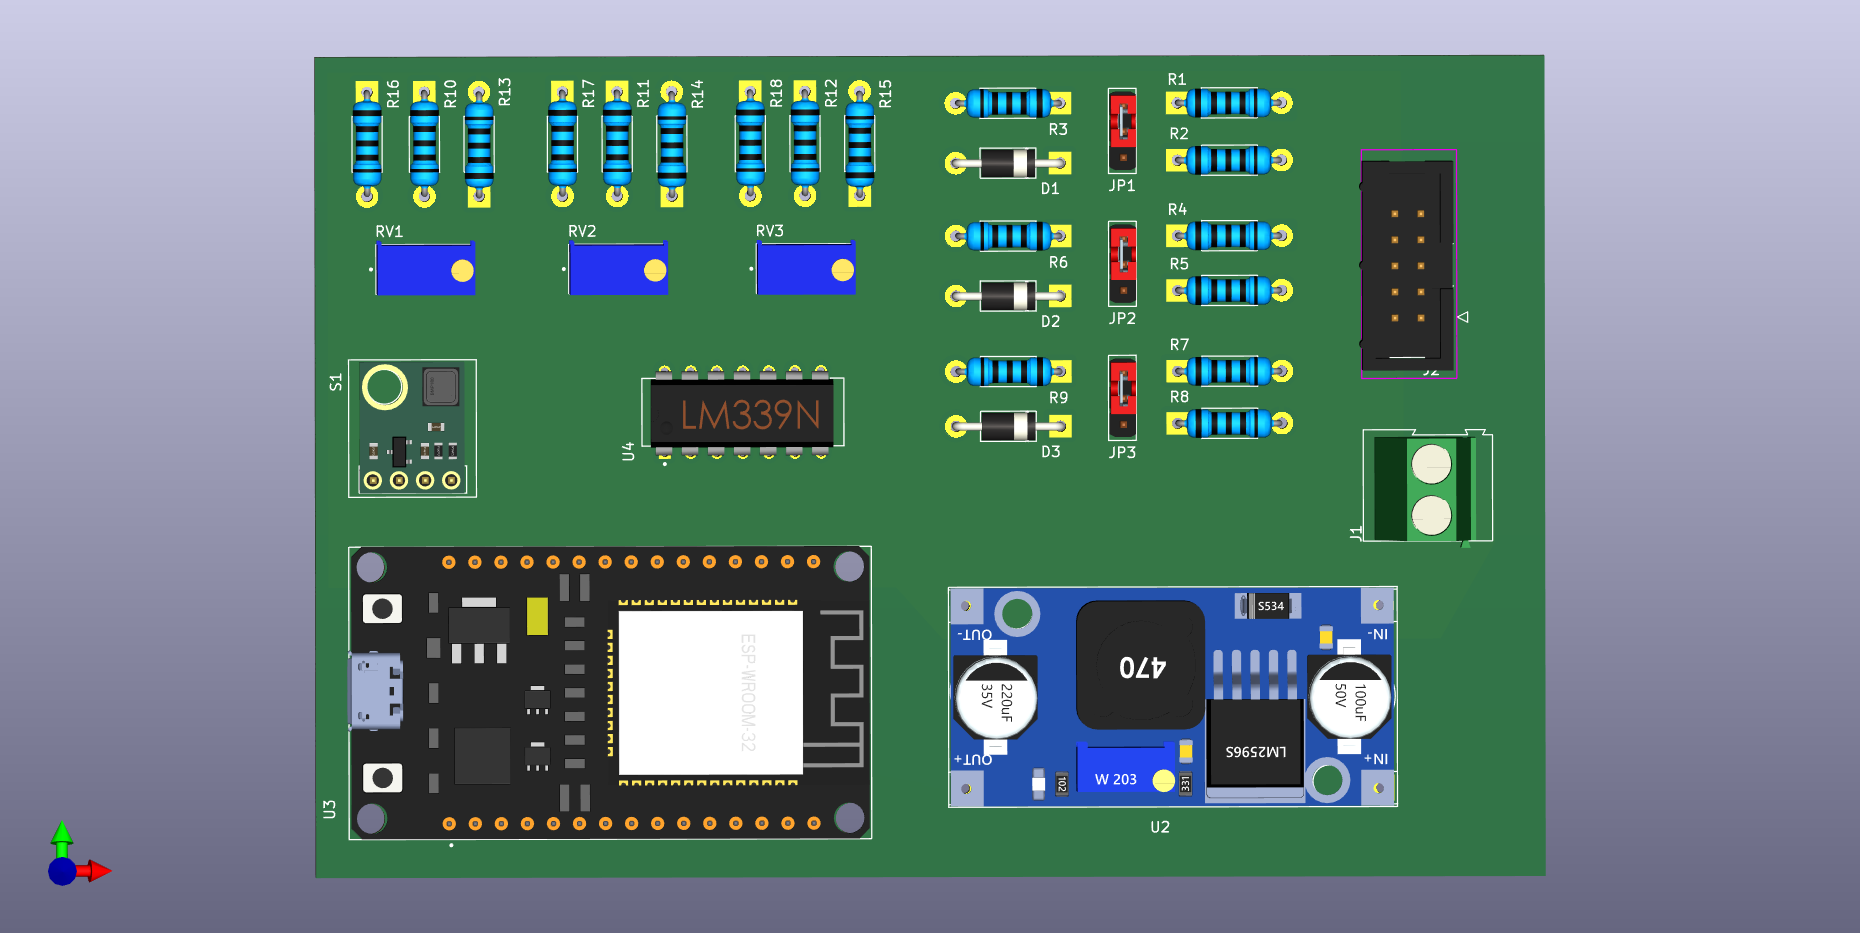 R16
R10
R13
R17
R11
R14
R18
R12
R15
R3
D1
JP1
R1
R2
RV1
RV2
RV3
R6
D2
JP2
R4
R5
R9
D3
JP3
R7
R8
J2
S1
U4
LM339N
J1
U3
ESP-WROOM-32
OUT-
S534
IN-
220uF
35V
470
100uF
50V
LM2596S
OUT+
IN+
102
W 203
331
U2